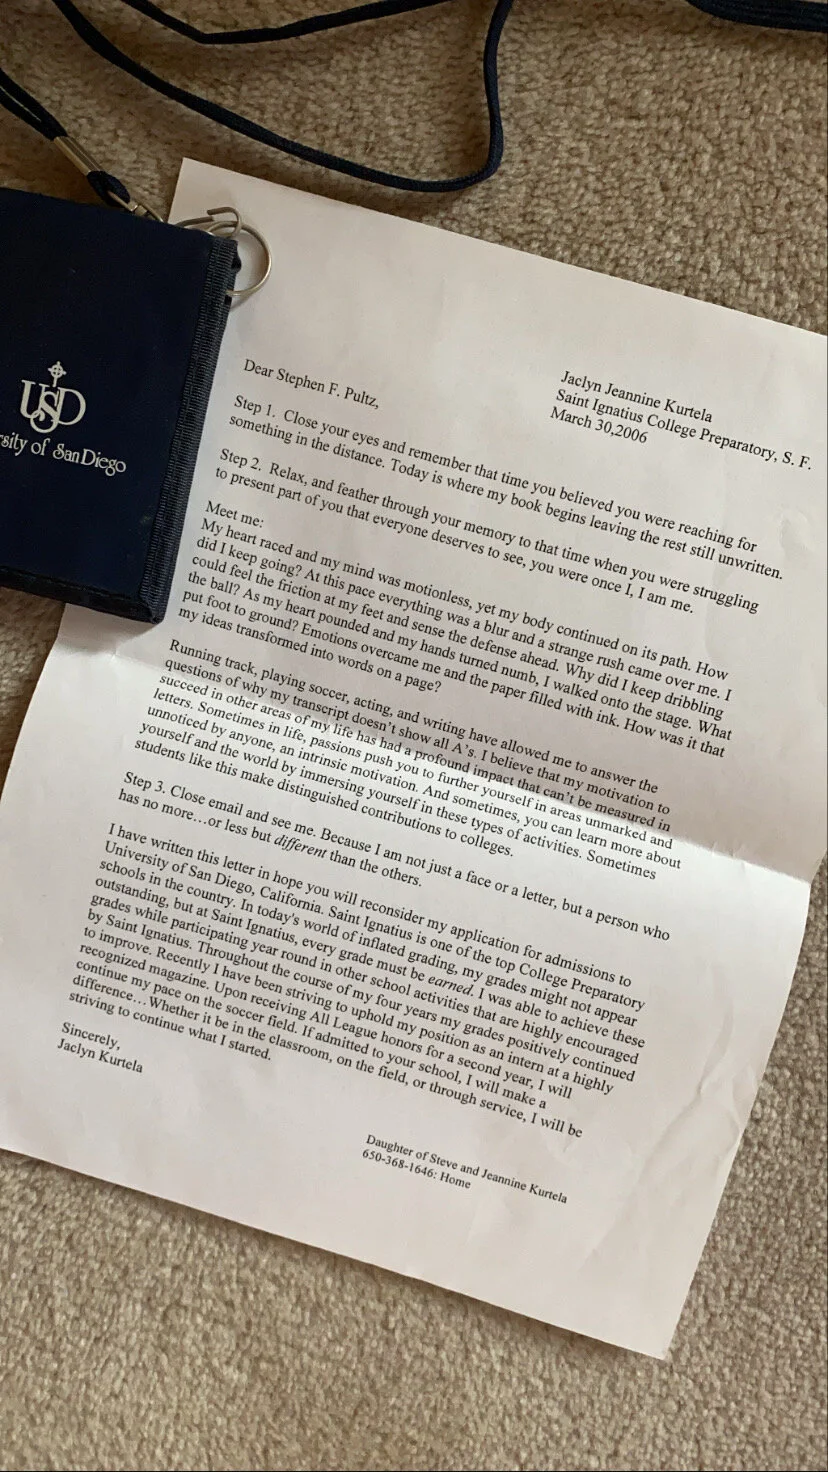 USD
rsity of San Diego
Jaclyn Jeannine Kurtela
Saint Ignatius College Preparatory, S. F.
March 30,2006
Dear Stephen F. Pultz,
Step 1. Close your eyes and remember that time you believed you were reaching for
something in the distance. Today is where my book begins leaving the rest still unwritten.
Step 2. Relax, and feather through your memory to that time when you were struggling
to present part of you that everyone deserves to see, you were once I, I am me.
Meet me:
My heart raced and my mind was motionless, yet my body continued on its path. How
did I keep going? At this pace everything was a blur and a strange rush came over me. I
could feel the friction at my feet and sense the defense ahead. Why did I keep dribbling
the ball? As my heart pounded and my hands turned numb, I walked onto the stage. What
put foot to ground? Emotions overcame me and the paper filled with ink. How was it that
my ideas transformed into words on a page?
Running track, playing soccer, acting, and writing have allowed me to answer the
questions of why my transcript doesn't show all A's. I believe that my motivation to
succeed in other areas of my life has had a profound impact that can't be measured in
letters. Sometimes in life, passions push you to further yourself in areas unmarked and
unnoticed by anyone, an intrinsic motivation. And sometimes, you can learn more about
yourself and the world by immersing yourself in these types of activities. Sometimes
students like this make distinguished contributions to colleges.
Step 3. Close email and see me. Because I am not just a face or a letter, but a person who
has no more…or less but different than the others.
I have written this letter in hope you will reconsider my application for admissions to
University of San Diego, California. Saint Ignatius is one of the top College Preparatory
schools in the country. In today's world of inflated grading, my grades might not appear
outstanding, but at Saint Ignatius, every grade must be earned. I was able to achieve these
grades while participating year round in other school activities that are highly encouraged
by Saint Ignatius. Throughout the course of my four years my grades positively continued
to improve. Recently I have been striving to uphold my position as an intern at a highly
recognized magazine. Upon receiving All League honors for a second year, I will
continue my pace on the soccer field. If admitted to your school, I will make a
difference…Whether it be in the classroom, on the field, or through service, I will be
striving to continue what I started.
Sincerely,
Jaclyn Kurtela
Daughter of Steve and Jeannine Kurtela
650-368-1646: Home